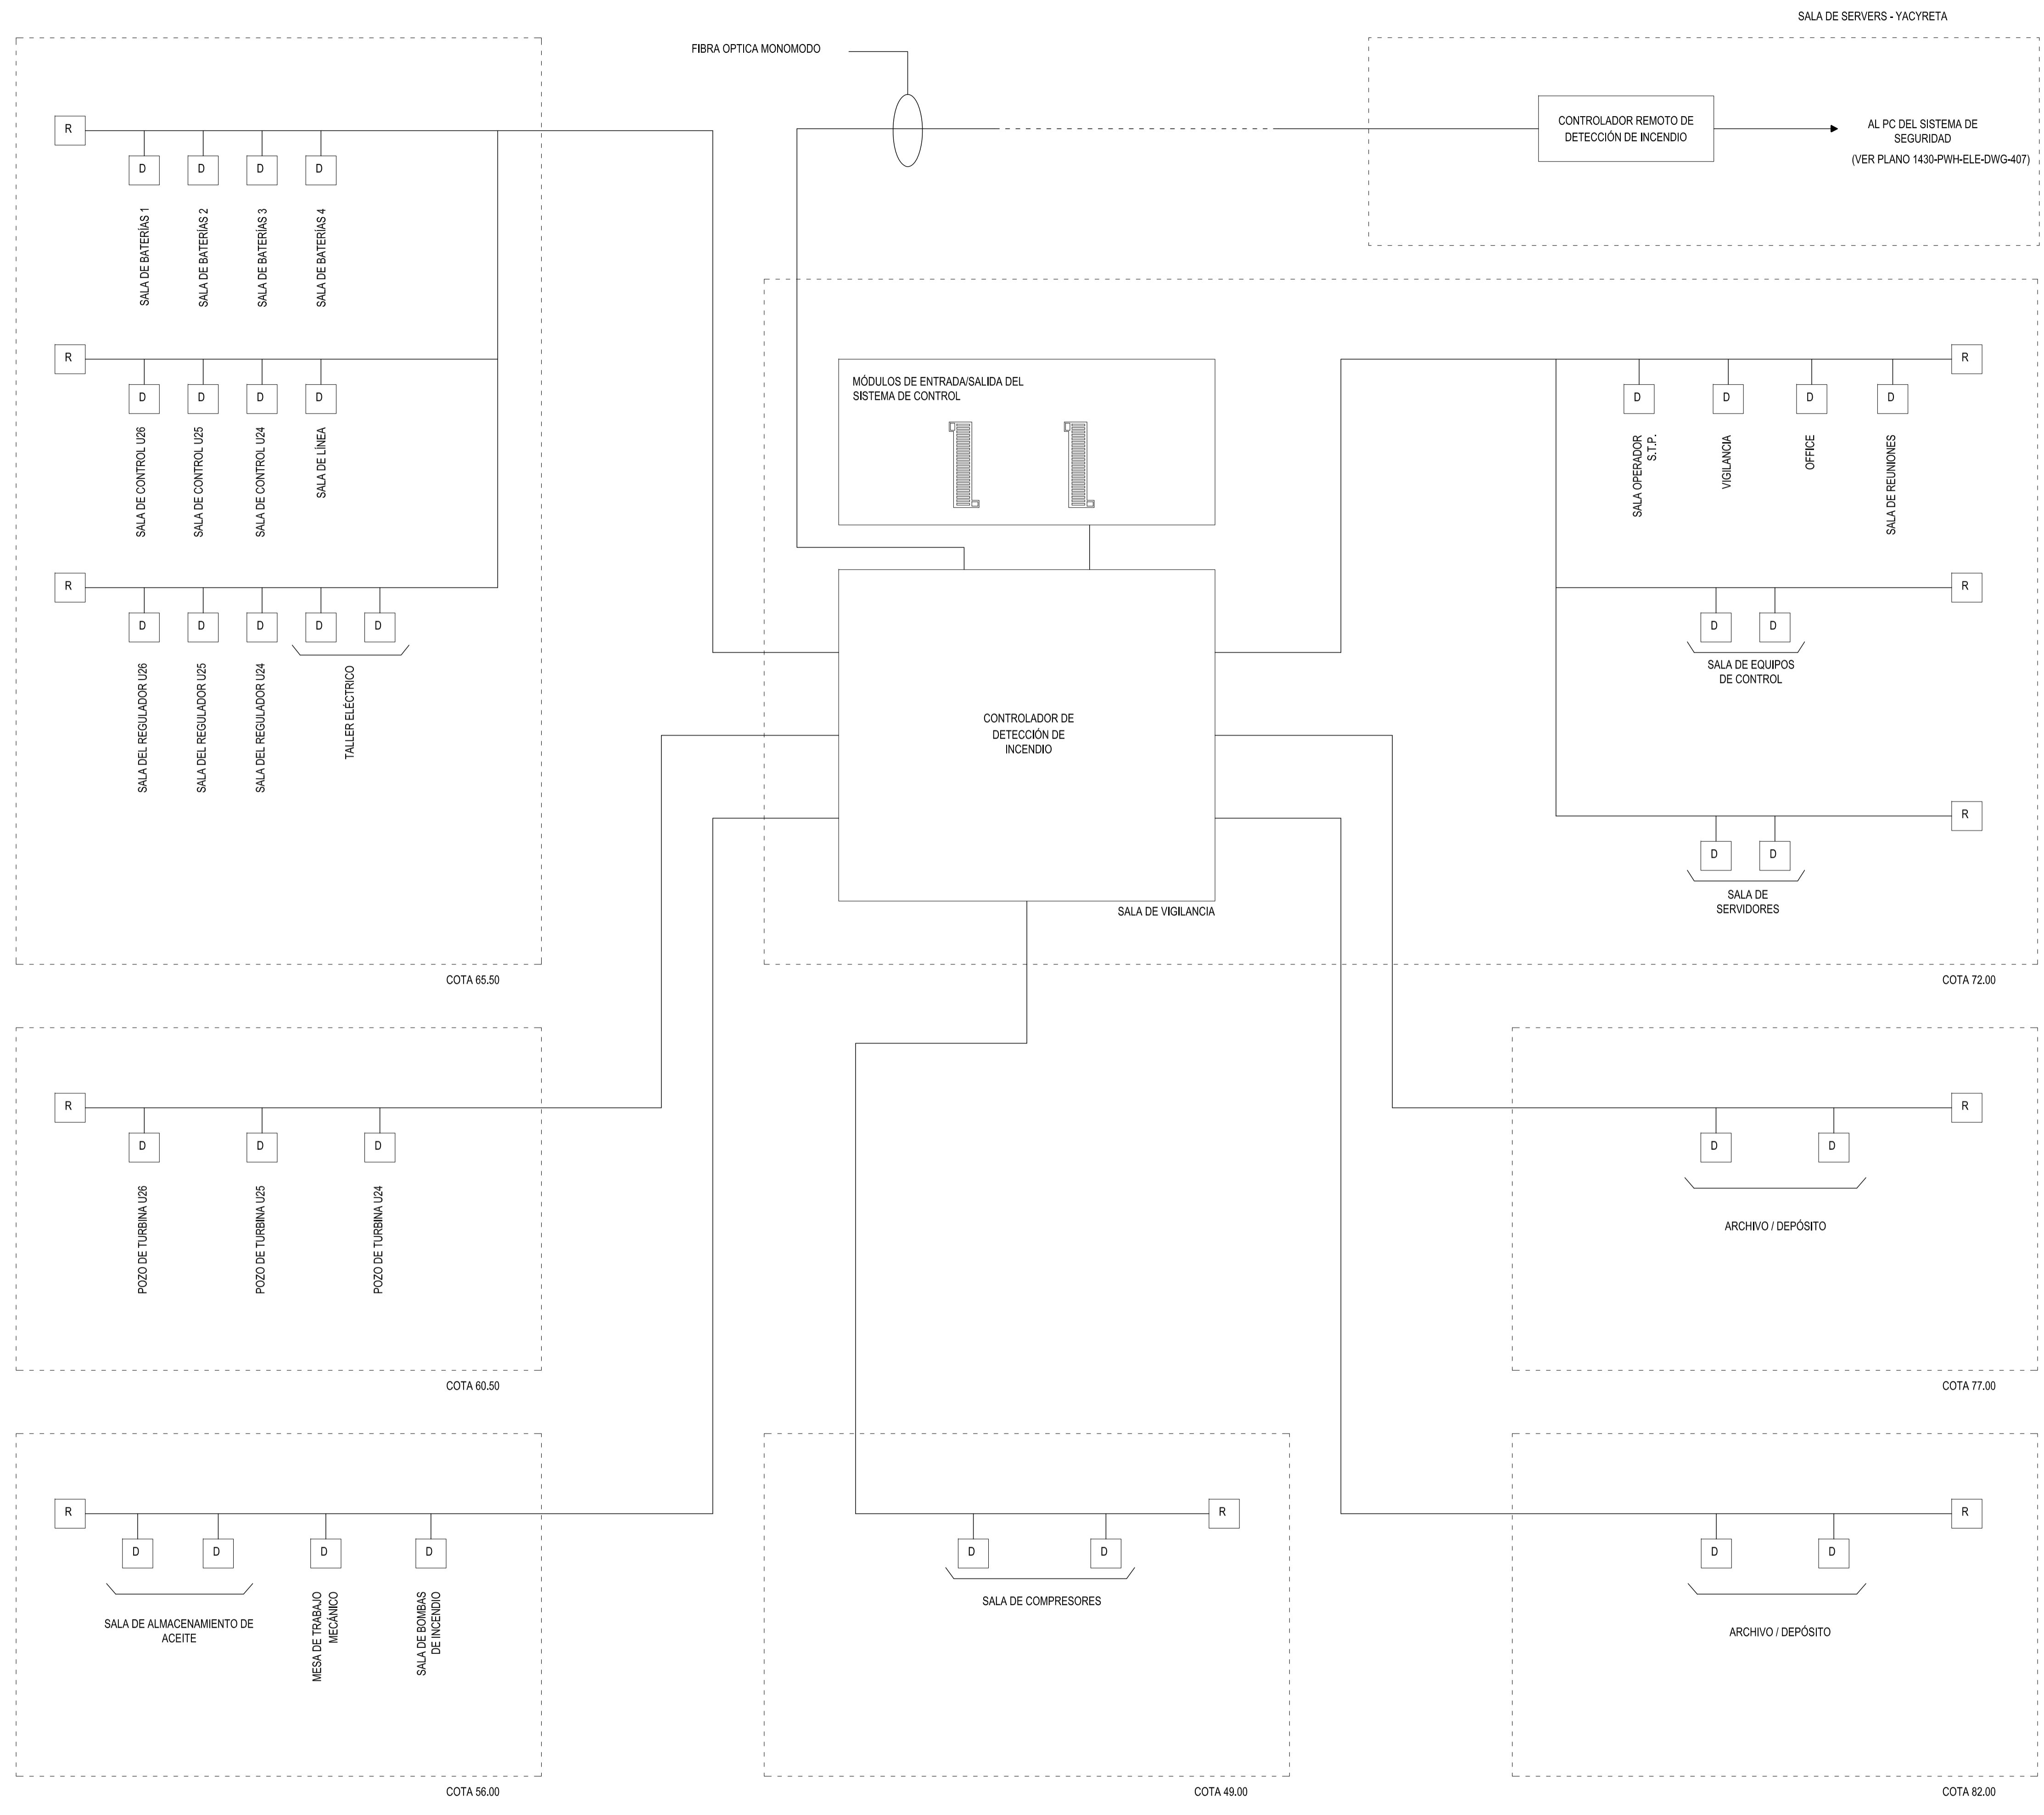 SALA DE SERVERS - YACYRETA
FIBRA OPTICA MONOMODO
CONTROLADOR REMOTO DE
DETECCIÓN DE INCENDIO
AL PC DEL SISTEMA DE
SEGURIDAD
(VER PLANO 1430-PWH-ELE-DWG-407)
R
D
D
D
D
SALA DE BATERÍAS 1
SALA DE BATERÍAS 2
SALA DE BATERÍAS 3
SALA DE BATERÍAS 4
R
D
D
D
D
SALA DE CONTROL U26
SALA DE CONTROL U25
SALA DE CONTROL U24
SALA DE LÍNEA
R
D
D
D
D
D
SALA DEL REGULADOR U26
SALA DEL REGULADOR U25
SALA DEL REGULADOR U24
TALLER ELÉCTRICO
COTA 65.50
MÓDULOS DE ENTRADA/SALIDA DEL
SISTEMA DE CONTROL
CONTROLADOR DE
DETECCIÓN DE
INCENDIO
SALA DE VIGILANCIA
R
D
D
D
D
SALA OPERADOR
S.T.P.
VIGILANCIA
OFFICE
SALA DE REUNIONES
R
D
D
SALA DE EQUIPOS
DE CONTROL
R
D
D
SALA DE
SERVIDORES
COTA 72.00
R
D
D
D
POZO DE TURBINA U26
POZO DE TURBINA U25
POZO DE TURBINA U24
COTA 60.50
R
D
D
ARCHIVO / DEPÓSITO
COTA 77.00
R
D
D
D
D
SALA DE ALMACENAMIENTO DE
ACEITE
MESA DE TRABAJO
MECÁNICO
SALA DE BOMBAS
DE INCENDIO
COTA 56.00
R
D
D
SALA DE COMPRESORES
COTA 49.00
R
D
D
ARCHIVO / DEPÓSITO
COTA 82.00